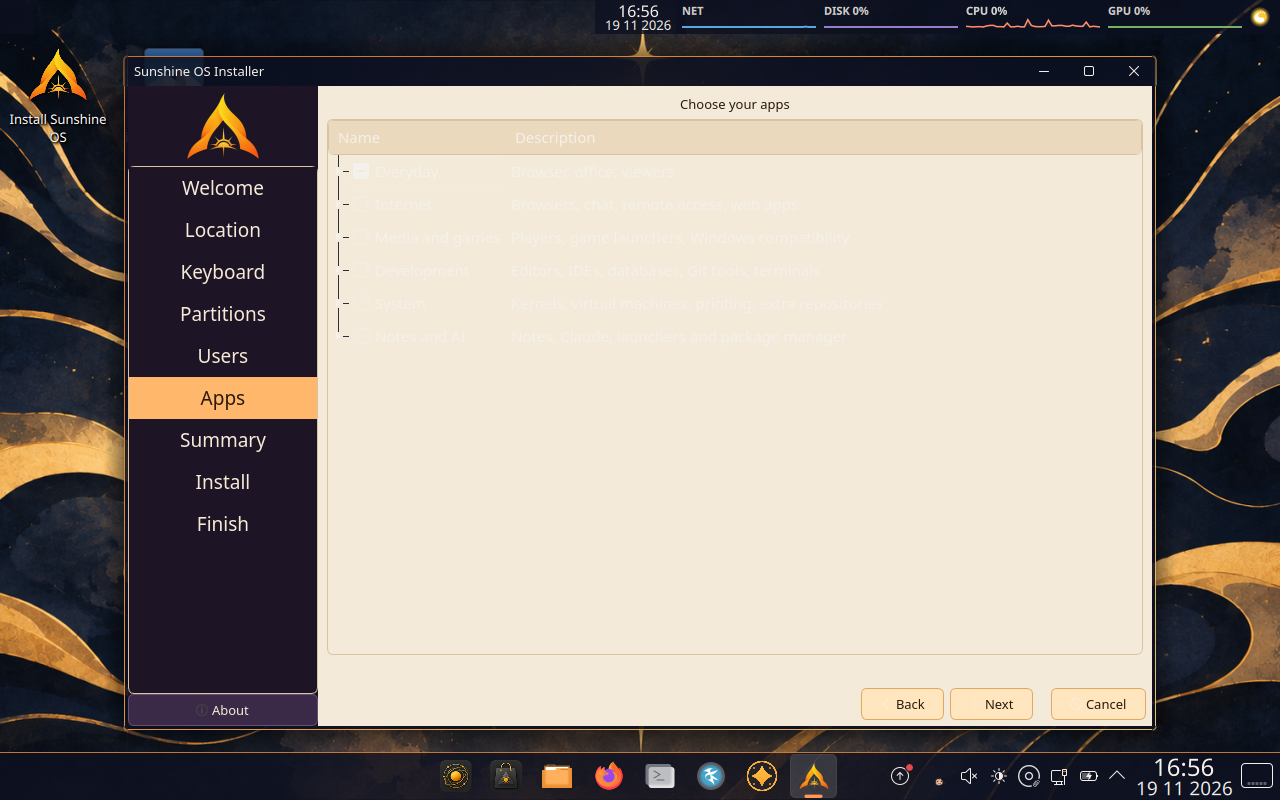 16:56
19 11 2026
NET
DISK 0%
CPU 0%
GPU 0%
Install Sunshine
OS
Sunshine OS Installer
Welcome
Location
Keyboard
Partitions
Users
Apps
Summary
Install
Finish
About
Choose your apps
Name Description
Everyday Browser, office, viewers
Internet Browsers, chat, remote access, web apps
Media and games Players, game launchers, Windows compatibility
Development Editors, IDEs, databases, Git tools, terminals
System Kernels, virtual machines, printing, extra repositories
Notes and AI Notes, Claude, launchers and package manager
Back
Next
Cancel
16:56
19 11 2026